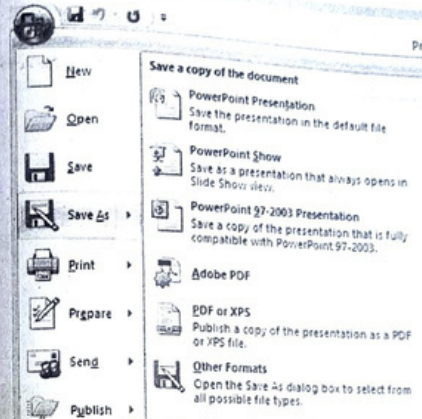 Pr
New
Open
Save
Save As
Print
Prepare
Send
Publish
Save a copy of the document
PowerPoint Presentation
Save the presentation in the default file
format.
PowerPoint Show
Save as a presentation that always opens in
Slide Show view.
PowerPoint 97-2003 Presentation
Save a copy of the presentation that is fully
compatible with PowerPoint 97-2003.
Adobe PDF
PDF or XPS
Publish a copy of the presentation as a PDF
or XPS file.
Other Formats
Open the Save As dialog box to select from
all possible file types.